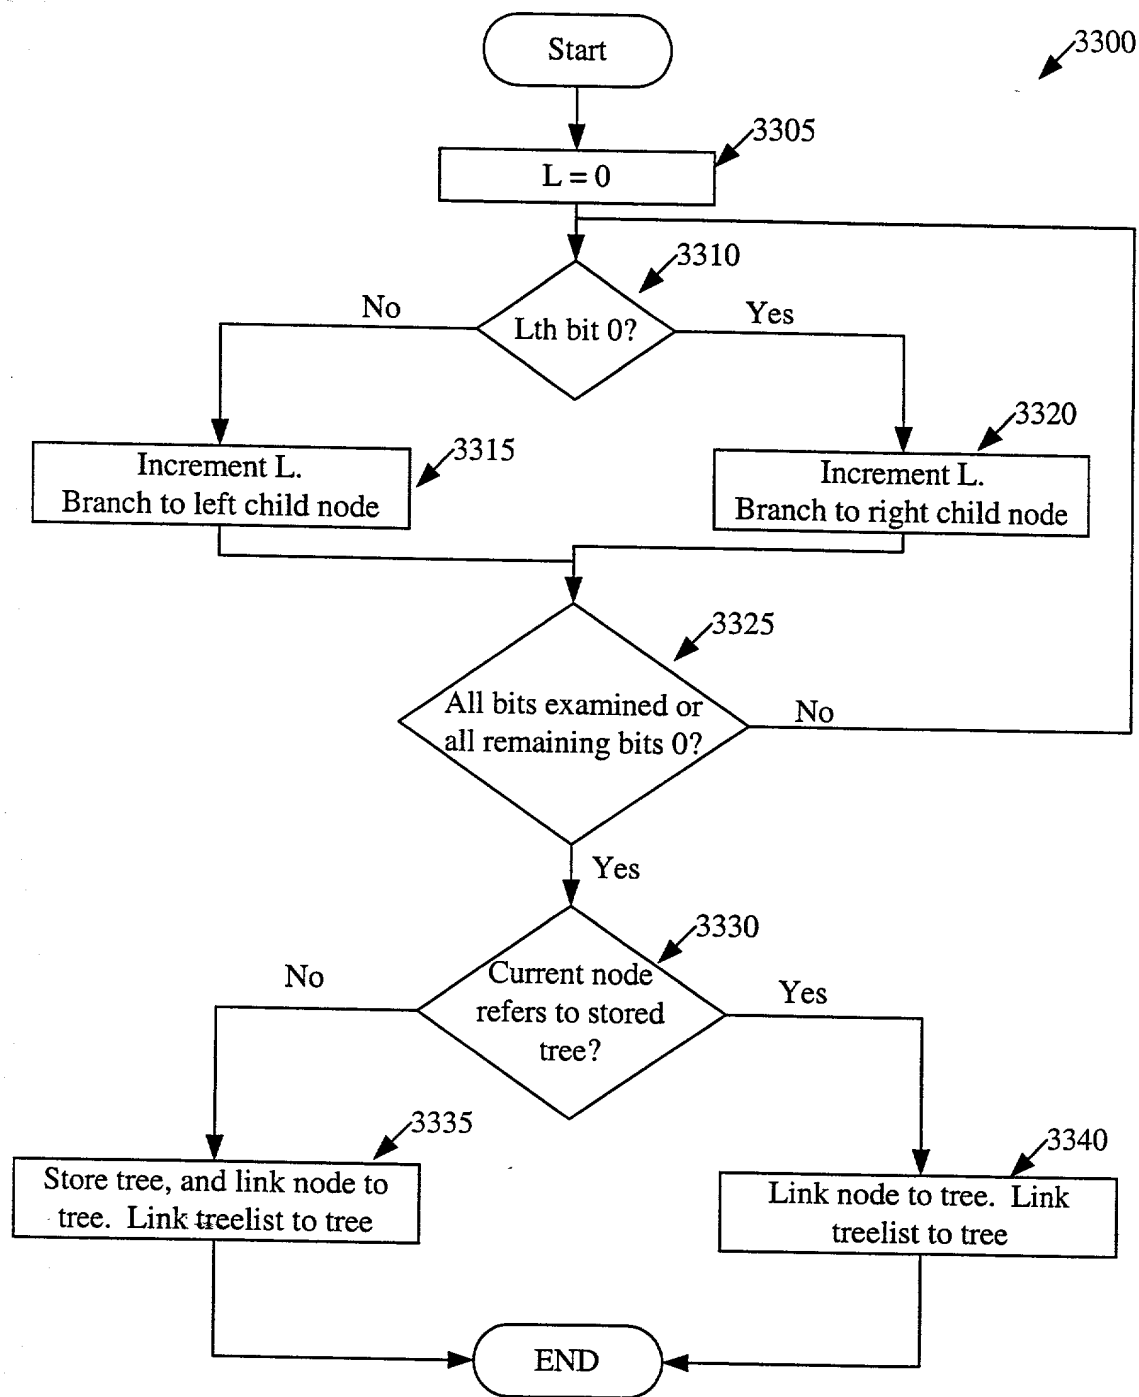 Start
3300
3305
L = 0
3310
No
Lth bit 0?
Yes
3315
Increment L.
Branch to left child node
3320
Increment L.
Branch to right child node
3325
All bits examined or
all remaining bits 0?
No
Yes
3330
Current node
refers to stored
tree?
No
Yes
3335
Store tree, and link node to
tree. Link treelist to tree
3340
Link node to tree. Link
treelist to tree
END